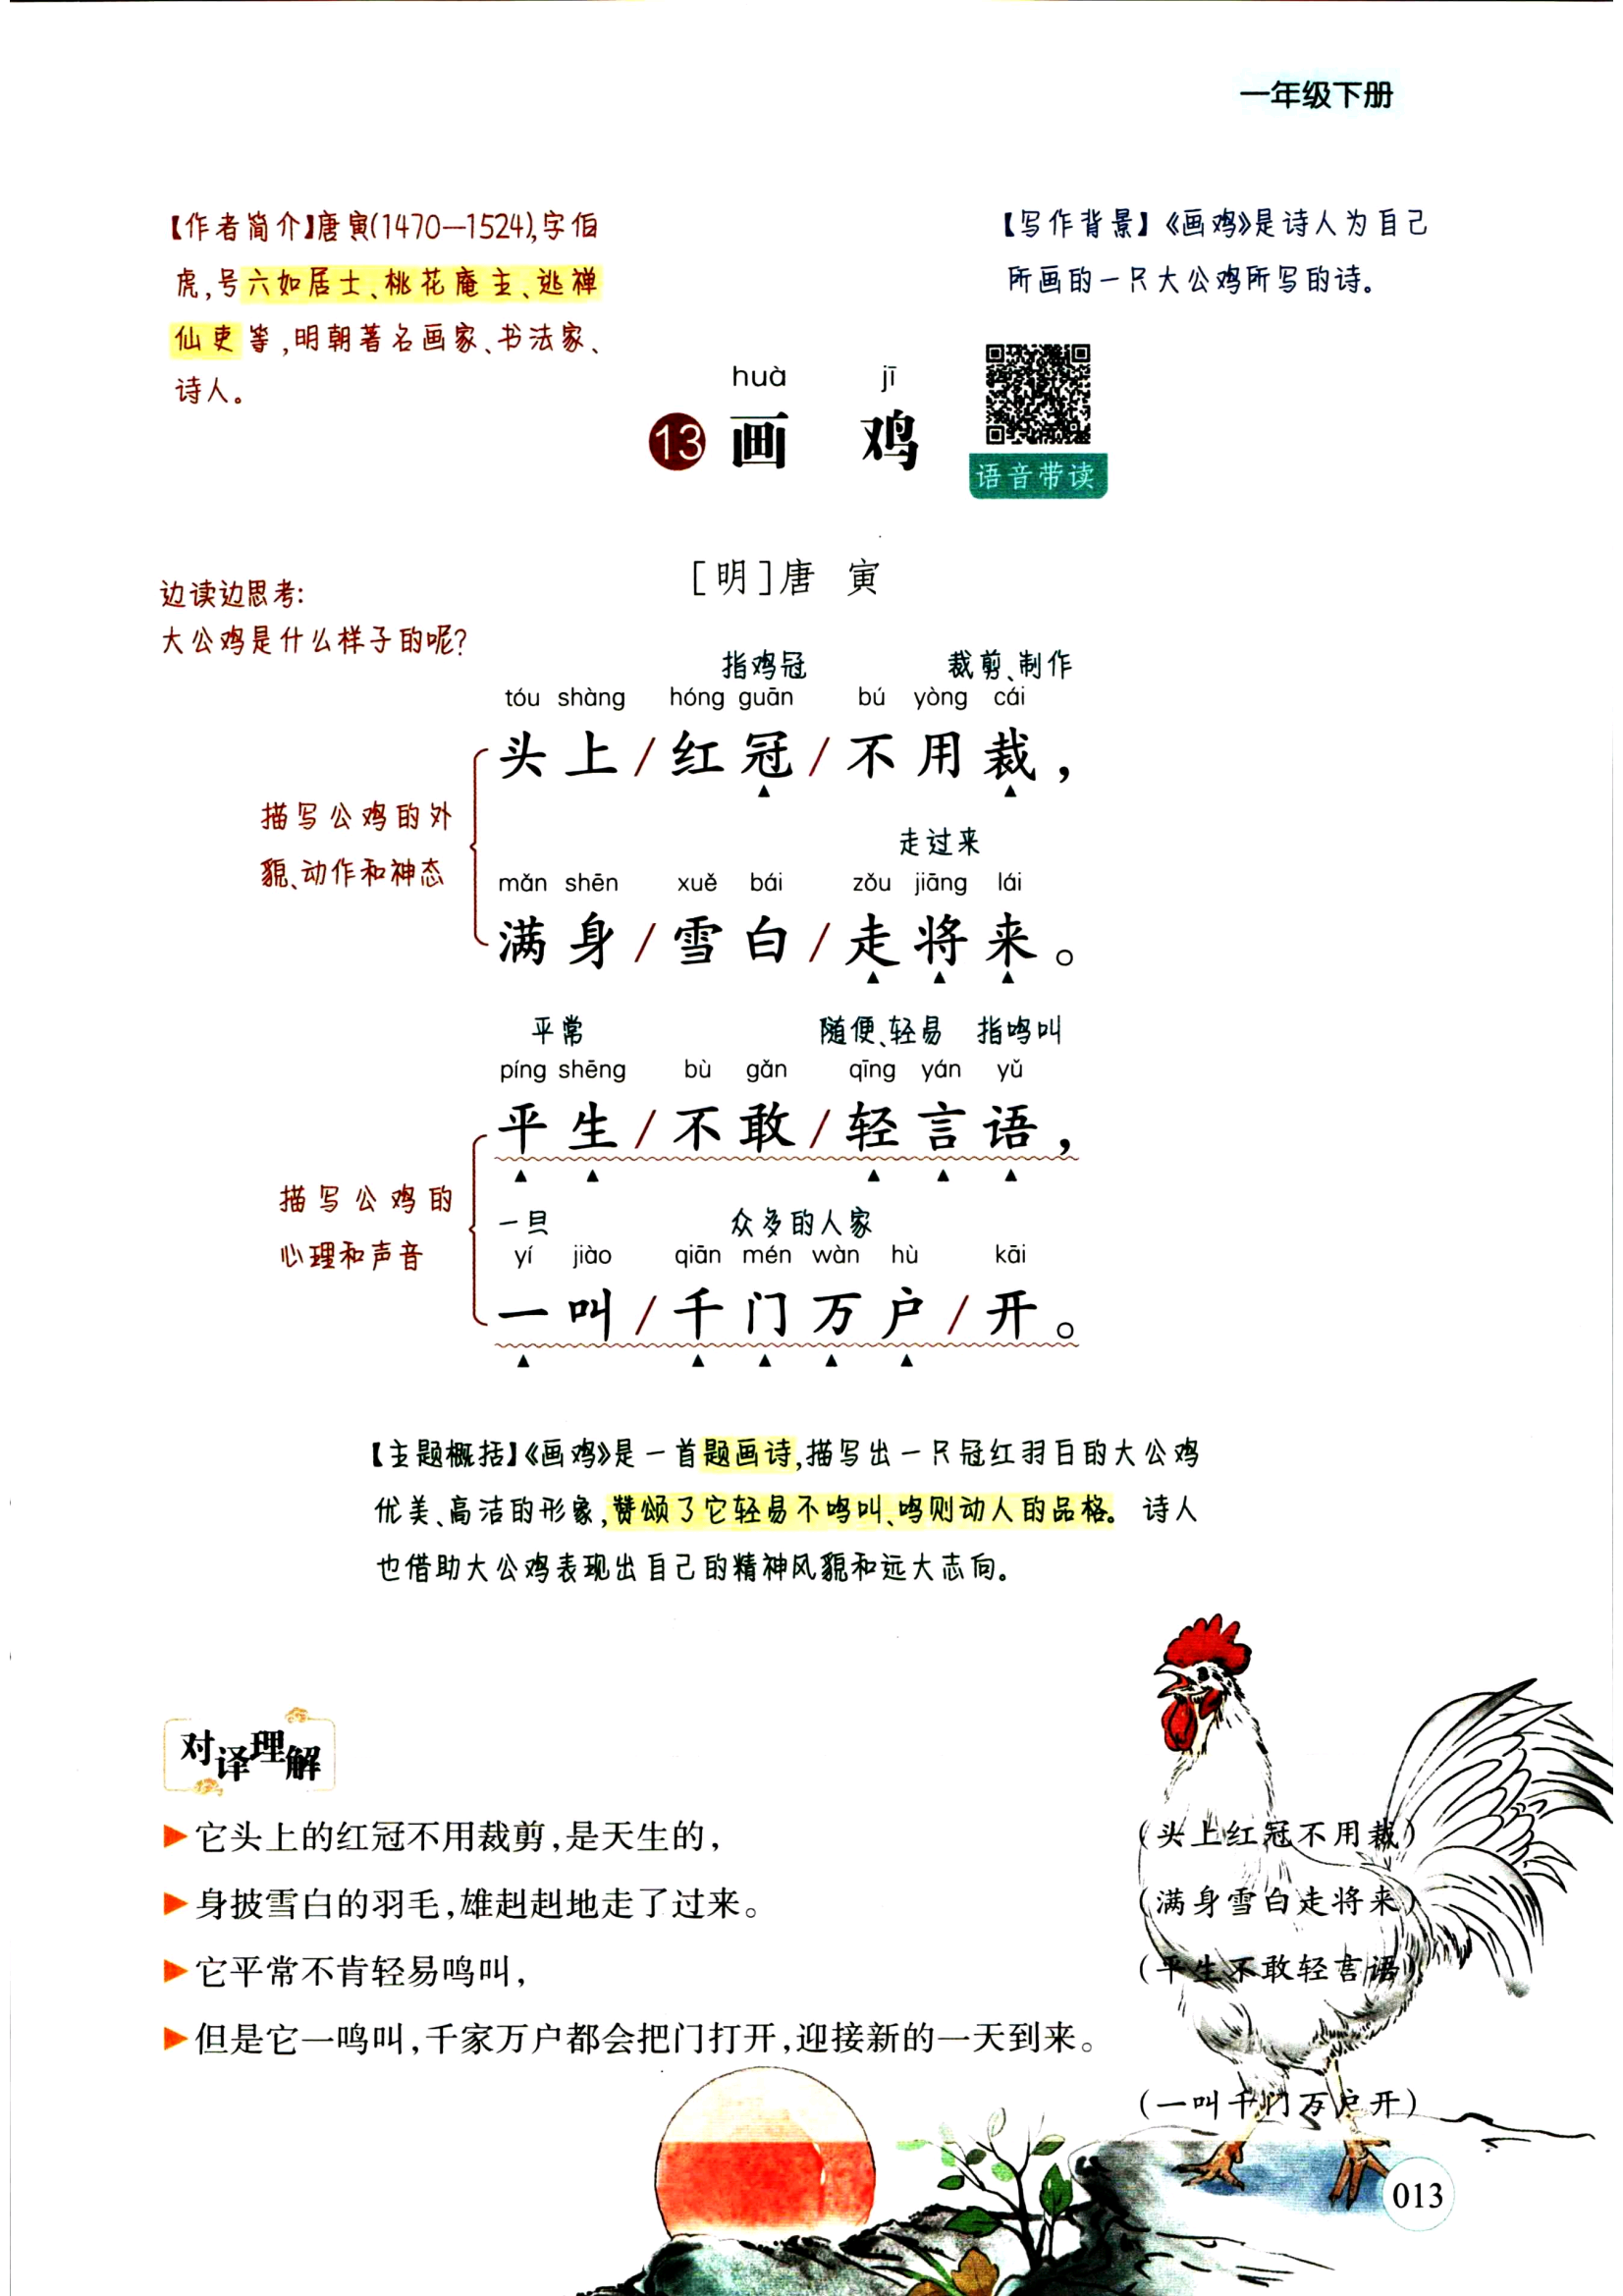 一年级下册
【作者简介】唐寅(1470—1524),字伯
虎,号六如居士、桃花庵主、逃禅
仙吏等,明朝著名画家、书法家、
诗人。
【写作背景】《画鸡》是诗人为自己
所画的一只大公鸡所写的诗。
huà jī
13 画 鸡
语音带读
[明]唐 寅
边读边思考:
大公鸡是什么样子的呢?
指鸡冠 裁剪、制作
tóu shàng hóng guān bú yòng cái
头上/红冠/不用裁,
描写公鸡的外
貌、动作和神态
走过来
mǎn shēn xuě bái zǒu jiāng lái
满身/雪白/走将来。
平常 随便、轻易 指鸣叫
píng shēng bù gǎn qīng yán yǔ
平生/不敢/轻言语,
描写公鸡的
心理和声音
一旦 众多的人家
yí jiào qiān mén wàn hù kāi
一叫/千门万户/开。
【主题概括】《画鸡》是一首题画诗,描写出一只冠红羽白的大公鸡
优美、高洁的形象,赞颂了它轻易不鸣叫、鸣则动人的品格。诗人
也借助大公鸡表现出自己的精神风貌和远大志向。
对译理解
▶它头上的红冠不用裁剪,是天生的, (头上红冠不用裁)
▶身披雪白的羽毛,雄赳赳地走了过来。 (满身雪白走将来)
▶它平常不肯轻易鸣叫, (平生不敢轻言语)
▶但是它一鸣叫,千家万户都会把门打开,迎接新的一天到来。
(一叫千门万户开)
013